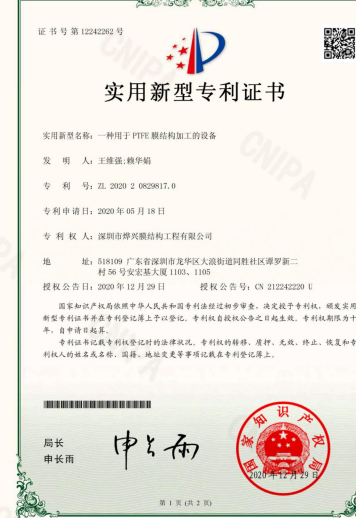 证书号第12242262号
实用新型专利证书
实用新型名称：一种用于PTFE膜结构加工的设备
发 明 人：王维强;赖华娟
专 利 号：ZL 2020 2 0829817.0
专利申请日：2020年05月18日
专 利 权 人：深圳市烨兴膜结构工程有限公司
地 址：518109 广东省深圳市龙华区大浪街道同胜社区谭罗新二
村56号安宏基大厦1103、1105
授权公告日：2020年12月29日 授权公告号：CN 212242220 U
国家知识产权局依照中华人民共和国专利法经过初步审查，决定授予专利权，颁发实用
新型专利证书并在专利登记簿上予以登记。专利权自授权公告之日起生效。专利权期限为十
年，自申请日起算。
专利证书记载专利权登记时的法律状况。专利权的转移、质押、无效、终止、恢复和专
利权人的姓名或名称、国籍、地址变更等事项记载在专利登记簿上。
局长
申长雨
申长雨
国家知识产权局
2020年12月29日
第 1 页 (共 2 页)
CNIPA